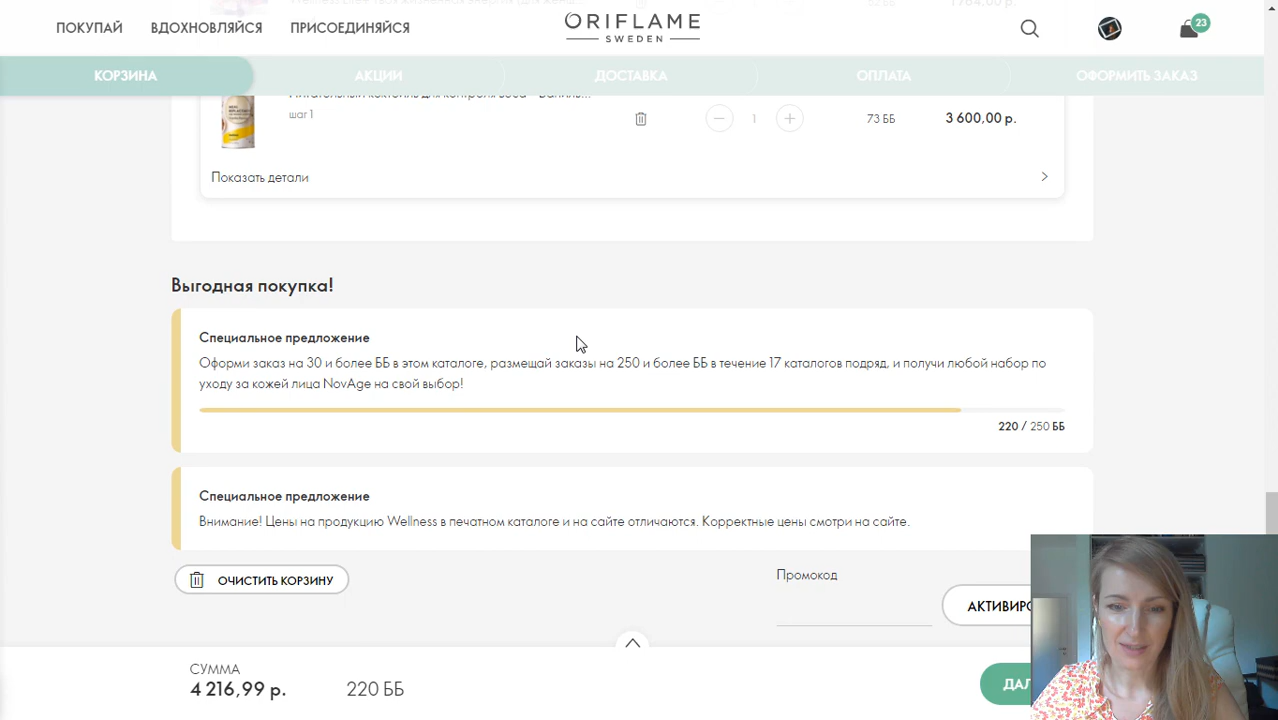 ПОКУПАЙ ВДОХНОВЛЯЙСЯ ПРИСОЕДИНЯЙСЯ
ORIFLAME
SWEDEN
23
КОРЗИНА АКЦИИ ДОСТАВКА ОПЛАТА ОФОРМИТЬ ЗАКАЗ
шаг 1
1
73 ББ
3 600,00 р.
Показать детали
Выгодная покупка!
Специальное предложение
Оформи заказ на 30 и более ББ в этом каталоге, размещай заказы на 250 и более ББ в течение 17 каталогов подряд, и получи любой набор по
уходу за кожей лица NovAge на свой выбор!
220 / 250 ББ
Специальное предложение
Внимание! Цены на продукцию Wellness в печатном каталоге и на сайте отличаются. Корректные цены смотри на сайте.
ОЧИСТИТЬ КОРЗИНУ
Промокод
АКТИВИРО
СУММА
4 216,99 р. 220 ББ
ДАЛ